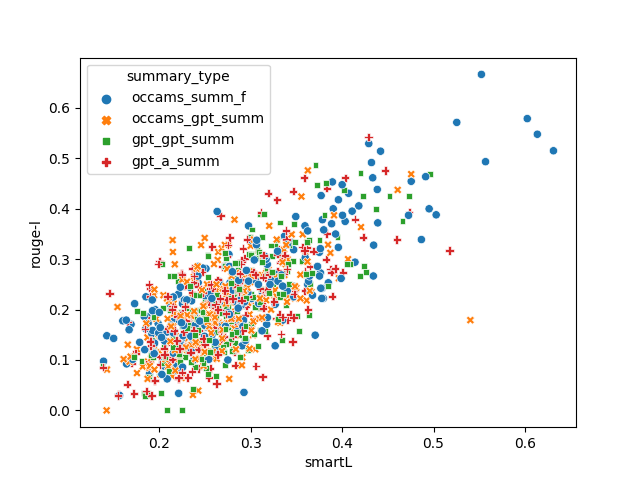 summary_type
occams_summ_f
occams_gpt_summ
gpt_gpt_summ
gpt_a_summ
rouge-l
0.6
0.5
0.4
0.3
0.2
0.1
0.0
0.2
0.3
0.4
0.5
0.6
smartL